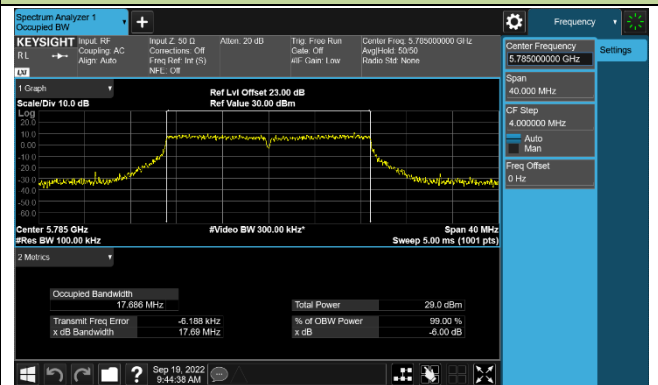 Spectrum Analyzer 1
Occupied BW
+
Frequency
KEYSIGHT
RL
LXI
Input: RF
Coupling: AC
Align: Auto
Input Z: 50 Ω
Corrections: Off
Freq Ref: Int (S)
NFE: Off
Atten: 20 dB
Trig: Free Run
Gate: Off
#IF Gain: Low
Center Freq: 5.785000000 GHz
Avg|Hold: 50/50
Radio Std: None
Center Frequency
5.785000000 GHz
Settings
Span
40.000 MHz
CF Step
4.000000 MHz
Auto
Man
Freq Offset
0 Hz
1 Graph
Scale/Div 10.0 dB
Ref Lvl Offset 23.00 dB
Ref Value 30.00 dBm
Log
20.0
10.0
0.00
-10.0
-20.0
-30.0
-40.0
-50.0
-60.0
Center 5.785 GHz
#Res BW 100.00 kHz
#Video BW 300.00 kHz*
Span 40 MHz
Sweep 5.00 ms (1001 pts)
2 Metrics
Occupied Bandwidth
17.686 MHz
Total Power 29.0 dBm
Transmit Freq Error -6.188 kHz
% of OBW Power 99.00 %
x dB Bandwidth 17.69 MHz
x dB -6.00 dB
?
Sep 19, 2022
9:44:38 AM